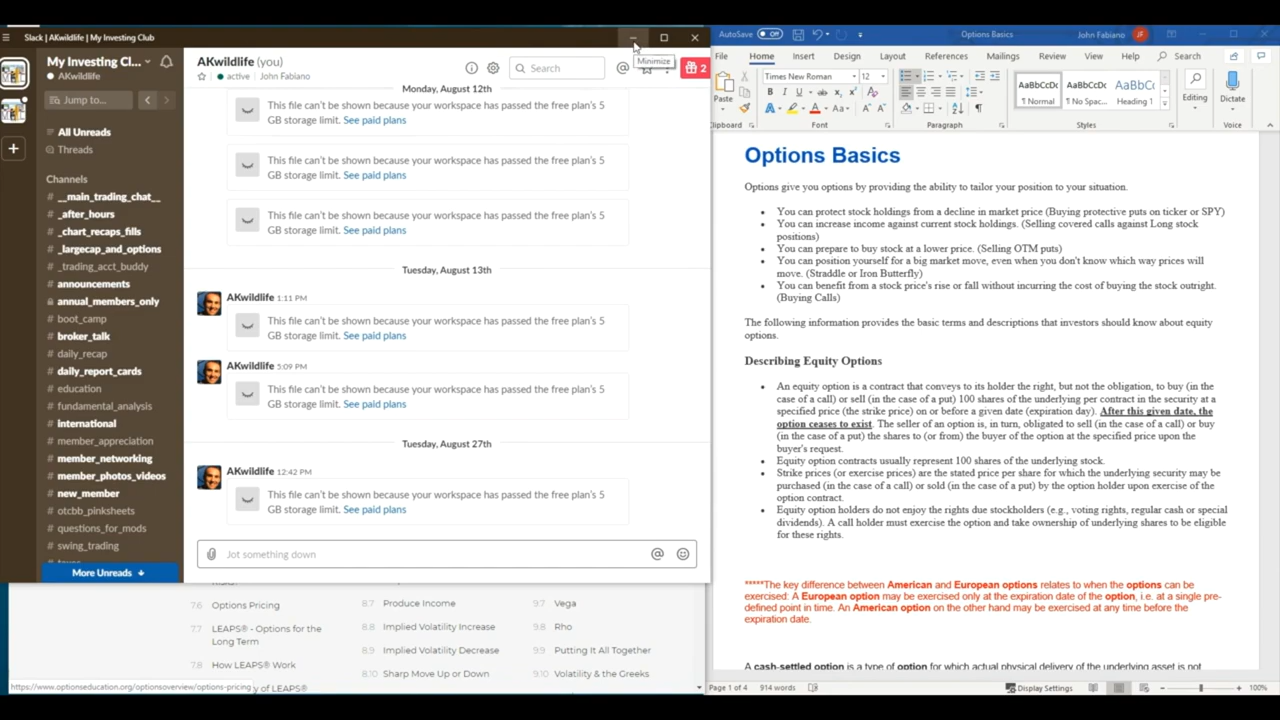 Slack | AKwildlife | My Investing Club
Minimize
My Investing Cl...
AKwildlife
Jump to...
All Unreads
Threads
Channels
# __main_trading_chat__
# _after_hours
# _chart_recaps_fills
# _largecap_and_options
# _trading_acct_buddy
# announcements
annual_members_only
# boot_camp
# broker_talk
# daily_recap
# daily_report_cards
# education
# fundamental_analysis
# international
# member_appreciation
# member_networking
# member_photos_videos
# new_member
# otcbb_pinksheets
# questions_for_mods
# swing_trading
More Unreads
AKwildlife (you)
active | John Fabiano
Search
2
Monday, August 12th
This file can't be shown because your workspace has passed the free plan's 5
GB storage limit. See paid plans
This file can't be shown because your workspace has passed the free plan's 5
GB storage limit. See paid plans
This file can't be shown because your workspace has passed the free plan's 5
GB storage limit. See paid plans
Tuesday, August 13th
AKwildlife 1:11 PM
This file can't be shown because your workspace has passed the free plan's 5
GB storage limit. See paid plans
AKwildlife 5:09 PM
This file can't be shown because your workspace has passed the free plan's 5
GB storage limit. See paid plans
Tuesday, August 27th
AKwildlife 12:42 PM
This file can't be shown because your workspace has passed the free plan's 5
GB storage limit. See paid plans
Jot something down
7.6 Options Pricing
7.7 LEAPS® - Options for the
Long Term
7.8 How LEAPS® Work
y of LEAPS®
8.7 Produce Income
8.8 Implied Volatility Increase
8.9 Implied Volatility Decrease
8.10 Sharp Move Up or Down
9.7 Vega
9.8 Rho
9.9 Putting It All Together
9.10 Volatility & the Greeks
https://www.optionseducation.org/optionsoverview/options-pricing
AutoSave Off
Options Basics
John Fabiano JF
File Home Insert Design Layout References Mailings Review View Help Search
Paste
Clipboard
Times New Roman 12
Font
Paragraph
AaBbCcDc AaBbCcDc AaBbCc
¶ Normal ¶ No Spac... Heading 1
Styles
Editing
Dictate
Voice
Options Basics
Options give you options by providing the ability to tailor your position to your situation.
• You can protect stock holdings from a decline in market price (Buying protective puts on ticker or SPY)
• You can increase income against current stock holdings. (Selling covered calls against Long stock
positions)
• You can prepare to buy stock at a lower price. (Selling OTM puts)
• You can position yourself for a big market move, even when you don't know which way prices will
move. (Straddle or Iron Butterfly)
• You can benefit from a stock price's rise or fall without incurring the cost of buying the stock outright.
(Buying Calls)
The following information provides the basic terms and descriptions that investors should know about equity
options.
Describing Equity Options
• An equity option is a contract that conveys to its holder the right, but not the obligation, to buy (in the
case of a call) or sell (in the case of a put) 100 shares of the underlying per contract in the security at a
specified price (the strike price) on or before a given date (expiration day). After this given date, the
option ceases to exist. The seller of an option is, in turn, obligated to sell (in the case of a call) or buy
(in the case of a put) the shares to (or from) the buyer of the option at the specified price upon the
buyer's request.
• Equity option contracts usually represent 100 shares of the underlying stock.
• Strike prices (or exercise prices) are the stated price per share for which the underlying security may be
purchased (in the case of a call) or sold (in the case of a put) by the option holder upon exercise of the
option contract.
• Equity option holders do not enjoy the rights due stockholders (e.g., voting rights, regular cash or special
dividends). A call holder must exercise the option and take ownership of underlying shares to be eligible
for these rights.
*****The key difference between American and European options relates to when the options can be
exercised: A European option may be exercised only at the expiration date of the option, i.e. at a single pre-
defined point in time. An American option on the other hand may be exercised at any time before the
expiration date.
A cash-settled option is a type of option for which actual physical delivery of the underlying asset is not
Page 1 of 4 914 words
Display Settings
100%